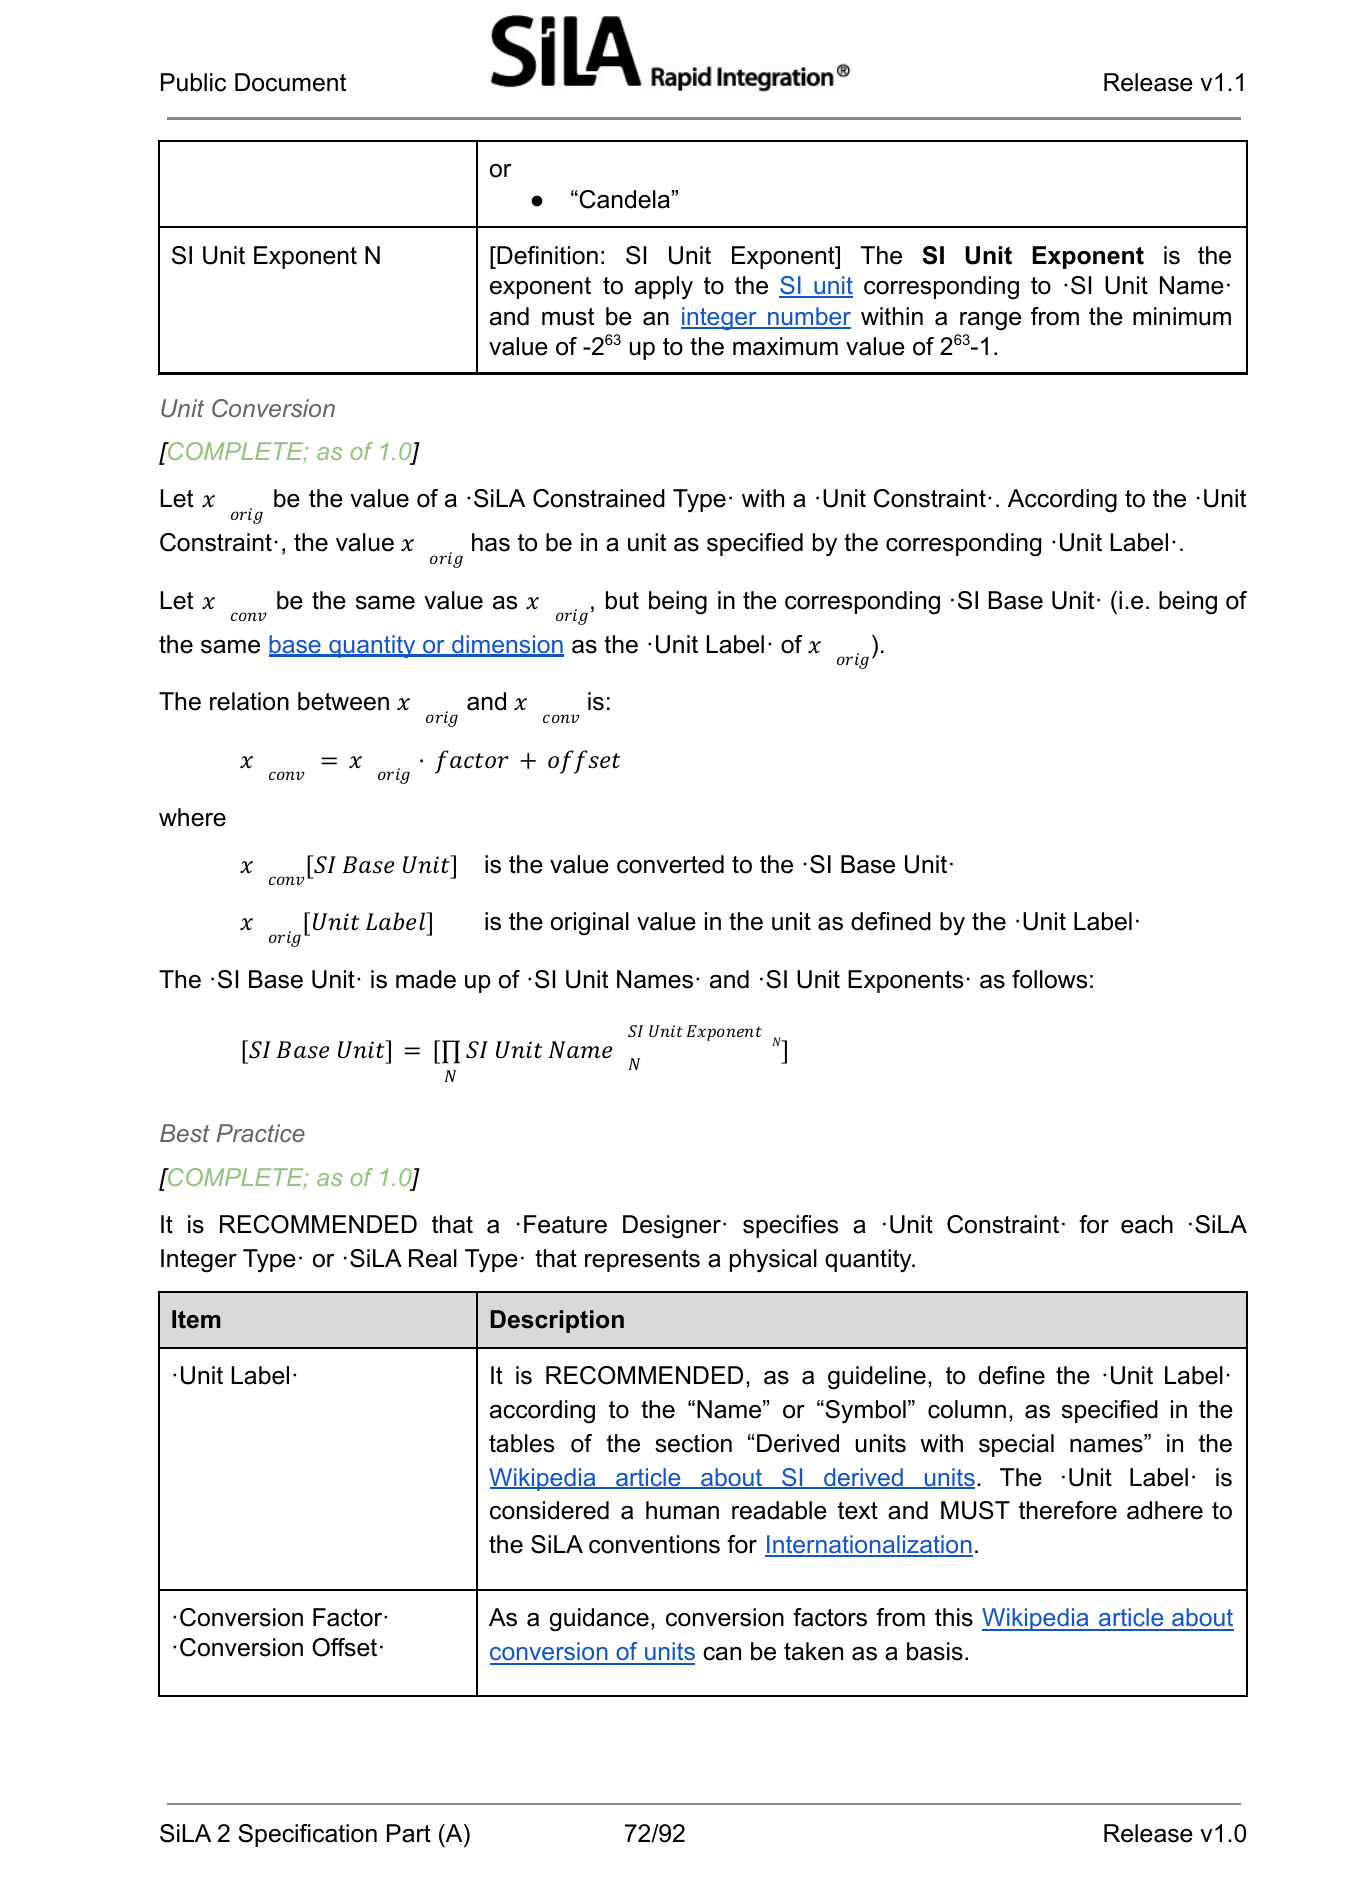 Public Document
SiLA Rapid Integration®
Release v1.1
or
● “Candela”
SI Unit Exponent N
[Definition: SI Unit Exponent] The SI Unit Exponent is the
exponent to apply to the SI unit corresponding to ·SI Unit Name·
and must be an integer number within a range from the minimum
value of -2⁶³ up to the maximum value of 2⁶³-1.
Unit Conversion
[COMPLETE; as of 1.0]
Let x orig be the value of a ·SiLA Constrained Type· with a ·Unit Constraint·. According to the ·Unit
Constraint·, the value x orig has to be in a unit as specified by the corresponding ·Unit Label·.
Let x conv be the same value as x orig, but being in the corresponding ·SI Base Unit· (i.e. being of
the same base quantity or dimension as the ·Unit Label· of x orig).
The relation between x orig and x conv is:
x conv = x orig · factor + offset
where
x conv[SI Base Unit] is the value converted to the ·SI Base Unit·
x orig[Unit Label] is the original value in the unit as defined by the ·Unit Label·
The ·SI Base Unit· is made up of ·SI Unit Names· and ·SI Unit Exponents· as follows:
[SI Base Unit] = [∏ N SI Unit Name N SI Unit Exponent N]
Best Practice
[COMPLETE; as of 1.0]
It is RECOMMENDED that a ·Feature Designer· specifies a ·Unit Constraint· for each ·SiLA
Integer Type· or ·SiLA Real Type· that represents a physical quantity.
Item
Description
·Unit Label·
It is RECOMMENDED, as a guideline, to define the ·Unit Label·
according to the “Name” or “Symbol” column, as specified in the
tables of the section “Derived units with special names” in the
Wikipedia article about SI derived units. The ·Unit Label· is
considered a human readable text and MUST therefore adhere to
the SiLA conventions for Internationalization.
·Conversion Factor·
·Conversion Offset·
As a guidance, conversion factors from this Wikipedia article about
conversion of units can be taken as a basis.
SiLA 2 Specification Part (A)
72/92
Release v1.0